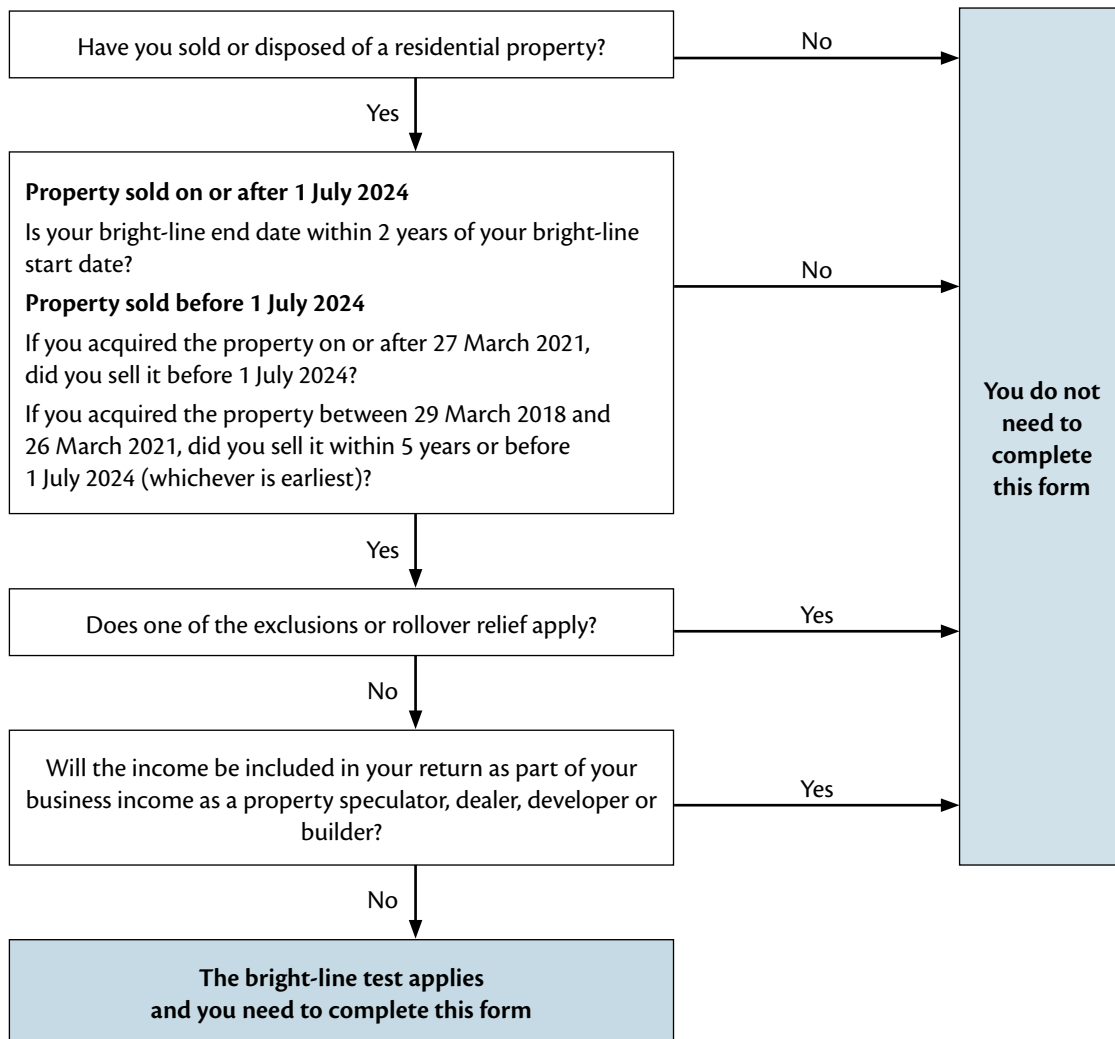 Have you sold or disposed of a residential property?
No
Yes
Property sold on or after 1 July 2024
Is your bright-line end date within 2 years of your bright-line
start date?
Property sold before 1 July 2024
If you acquired the property on or after 27 March 2021,
did you sell it before 1 July 2024?
If you acquired the property between 29 March 2018 and
26 March 2021, did you sell it within 5 years or before
1 July 2024 (whichever is earliest)?
No
Yes
Does one of the exclusions or rollover relief apply?
Yes
No
Will the income be included in your return as part of your
business income as a property speculator, dealer, developer or
builder?
Yes
No
The bright-line test applies
and you need to complete this form
You do not
need to
complete
this form